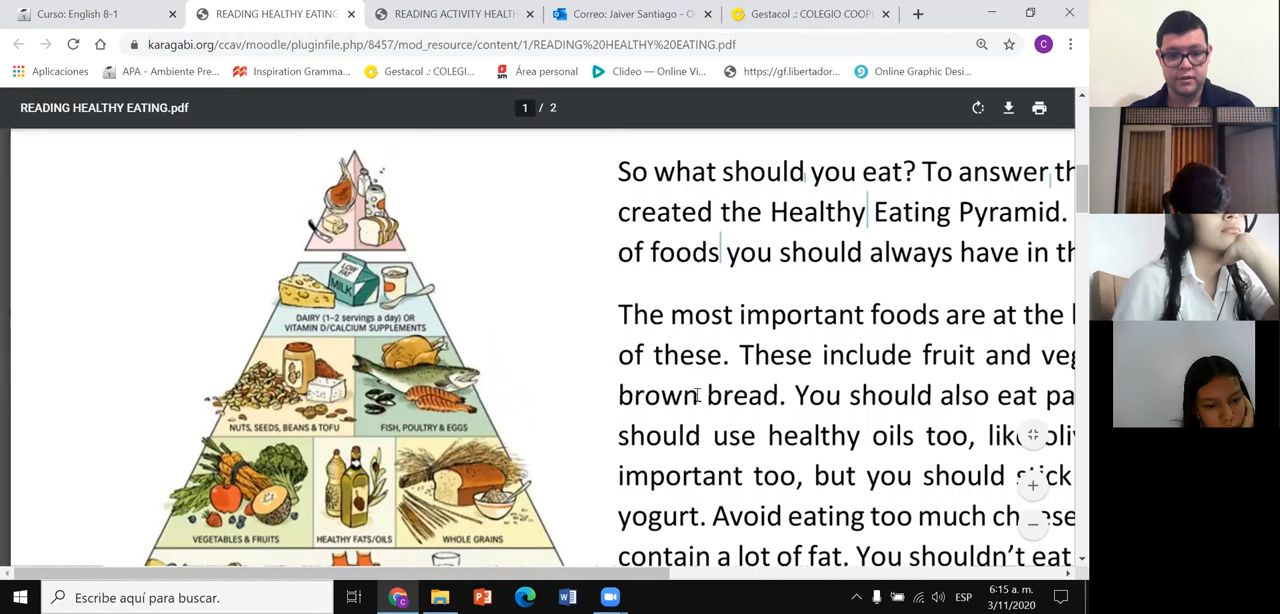 Curso: English 8-1
READING HEALTHY EATING
READING ACTIVITY HEALTH
Correo: Jaiver Santiago - O
Gestacol .: COLEGIO COOP
karagabi.org/ccav/moodle/pluginfile.php/8457/mod_resource/content/1/READING%20HEALTHY%20EATING.pdf
C
Aplicaciones
APA - Ambiente Pre...
Inspiration Gramma...
Gestacol .: COLEGI...
Área personal
Clideo — Online Vi...
https://gf.libertador...
Online Graphic Desi...
READING HEALTHY EATING.pdf
1 / 2
LOW FAT
MILK
DAIRY (1–2 servings a day) OR
VITAMIN D/CALCIUM SUPPLEMENTS
NUTS, SEEDS, BEANS & TOFU
FISH, POULTRY & EGGS
VEGETABLES & FRUITS
HEALTHY FATS/OILS
WHOLE GRAINS
So what should you eat? To answer th
created the Healthy Eating Pyramid.
of foods you should always have in th
The most important foods are at the
of these. These include fruit and veg
brown bread. You should also eat pa
should use healthy oils too, like oliv
important too, but you should stick
yogurt. Avoid eating too much cheese
contain a lot of fat. You shouldn't eat
Escribe aquí para buscar.
ESP
6:15 a. m.
3/11/2020